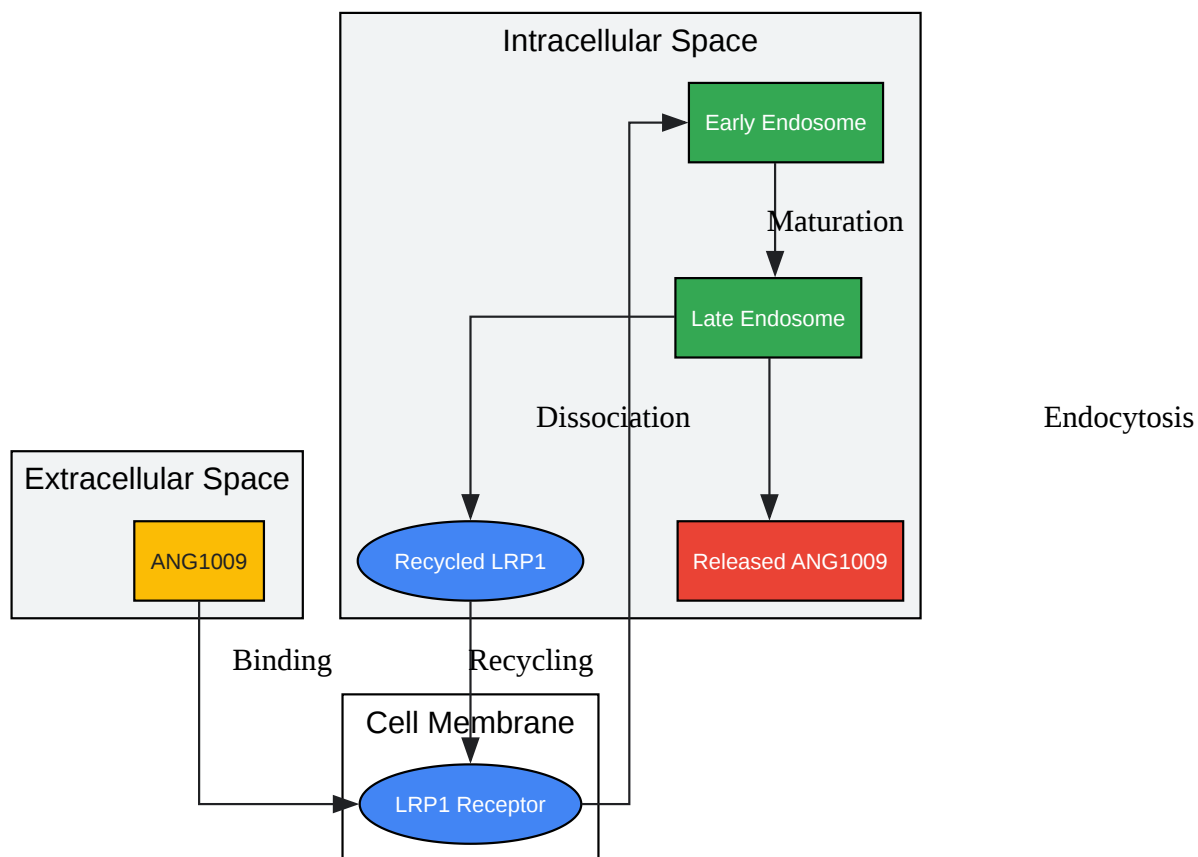 Intracellular Space
Early Endosome
Maturation
Late Endosome
Dissociation
Endocytosis
Extracellular Space
ANG1009
Recycled LRP1
Released ANG1009
Binding
Recycling
Cell Membrane
LRP1 Receptor